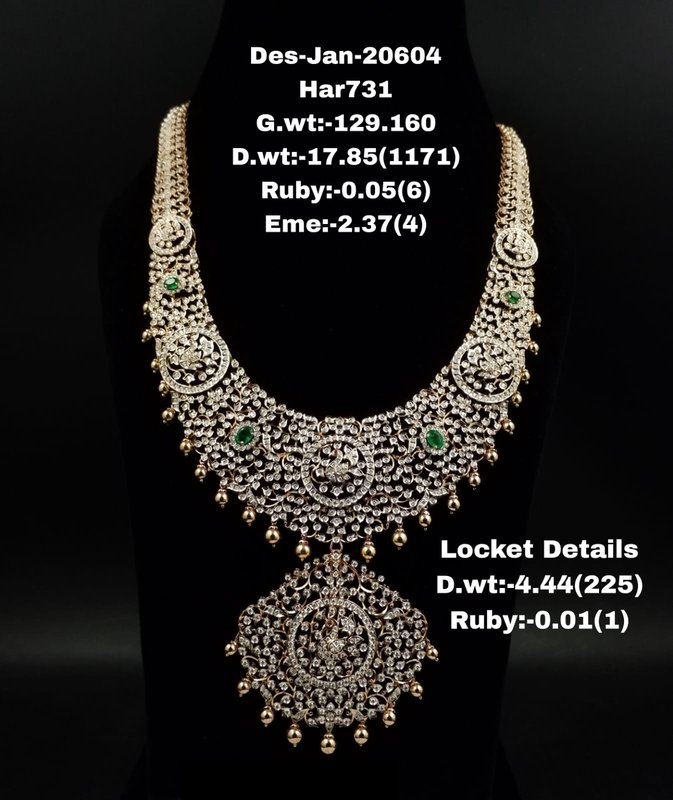 Des-Jan-20604
Har731
G.wt:-129.160
D.wt:-17.85(1171)
Ruby:-0.05(6)
Eme:-2.37(4)
Locket Details
D.wt:-4.44(225)
Ruby:-0.01(1)